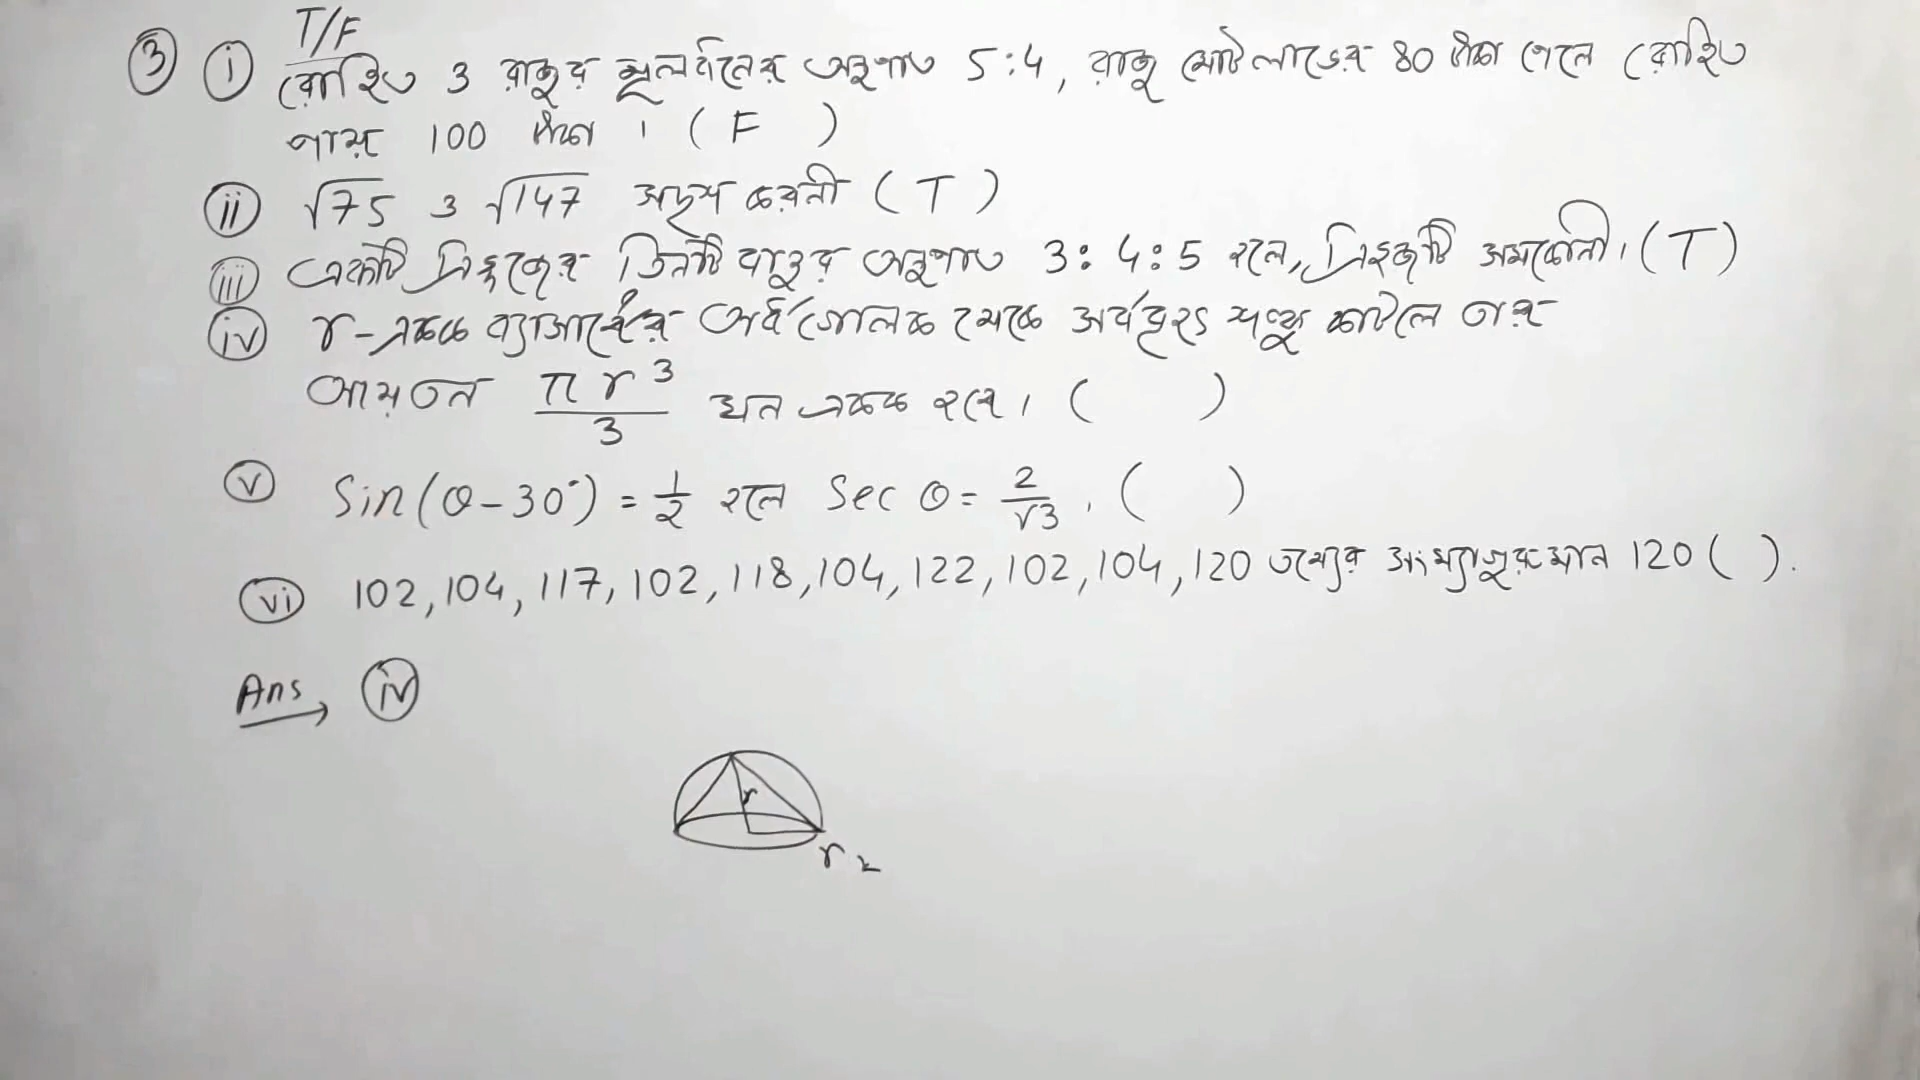 T/F
③ ⓘ রোহিত ও রাজুর মূলধনের অনুপাত 5:4, রাজু মোট লাভের 80 টাকা পেলে রোহিত
পায় 100 টাকা। ( F )
ⅱ √75 ও √147 সদৃশ করণী ( T )
ⅲ একটি ত্রিভুজের তিনটি বাহুর অনুপাত 3:4:5 হলে, ত্রিভুজটি সমকোণী। ( T )
ⅳ r-একক ব্যাসার্ধের অর্ধগোলক থেকে সর্ববৃহৎ শঙ্কু কাটলে তার
আয়তন πr³/3 ঘন একক হবে। ( )
ⅴ Sin(θ-30°) = 1/2 হলে Sec θ = 2/√3. ( )
ⅵ 102, 104, 117, 102, 118, 104, 122, 102, 104, 120 তথ্যের সংখ্যাগুরুমান 120 ( ).
Ans → ⅳ
r
r